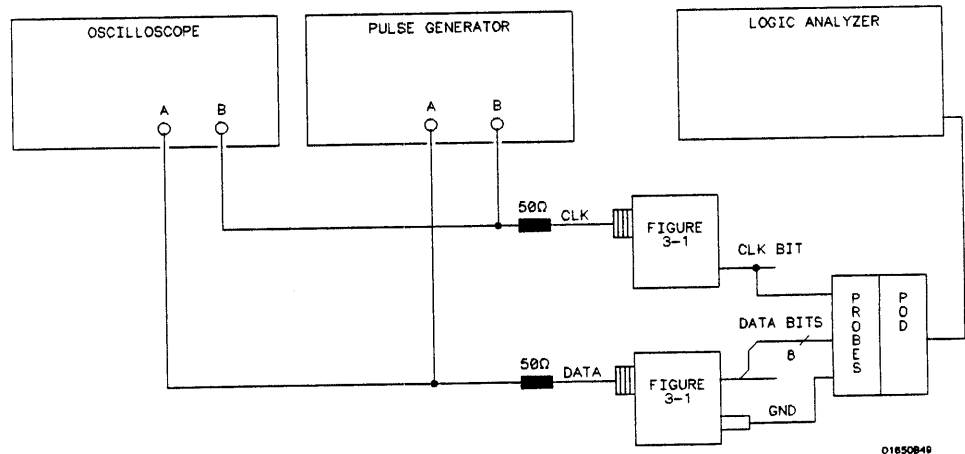 OSCILLOSCOPE
PULSE GENERATOR
LOGIC ANALYZER
A
B
A
B
50Ω
CLK
FIGURE
3-1
CLK BIT
PROBES
POD
DATA BITS
8
50Ω
DATA
FIGURE
3-1
GND
01650B49